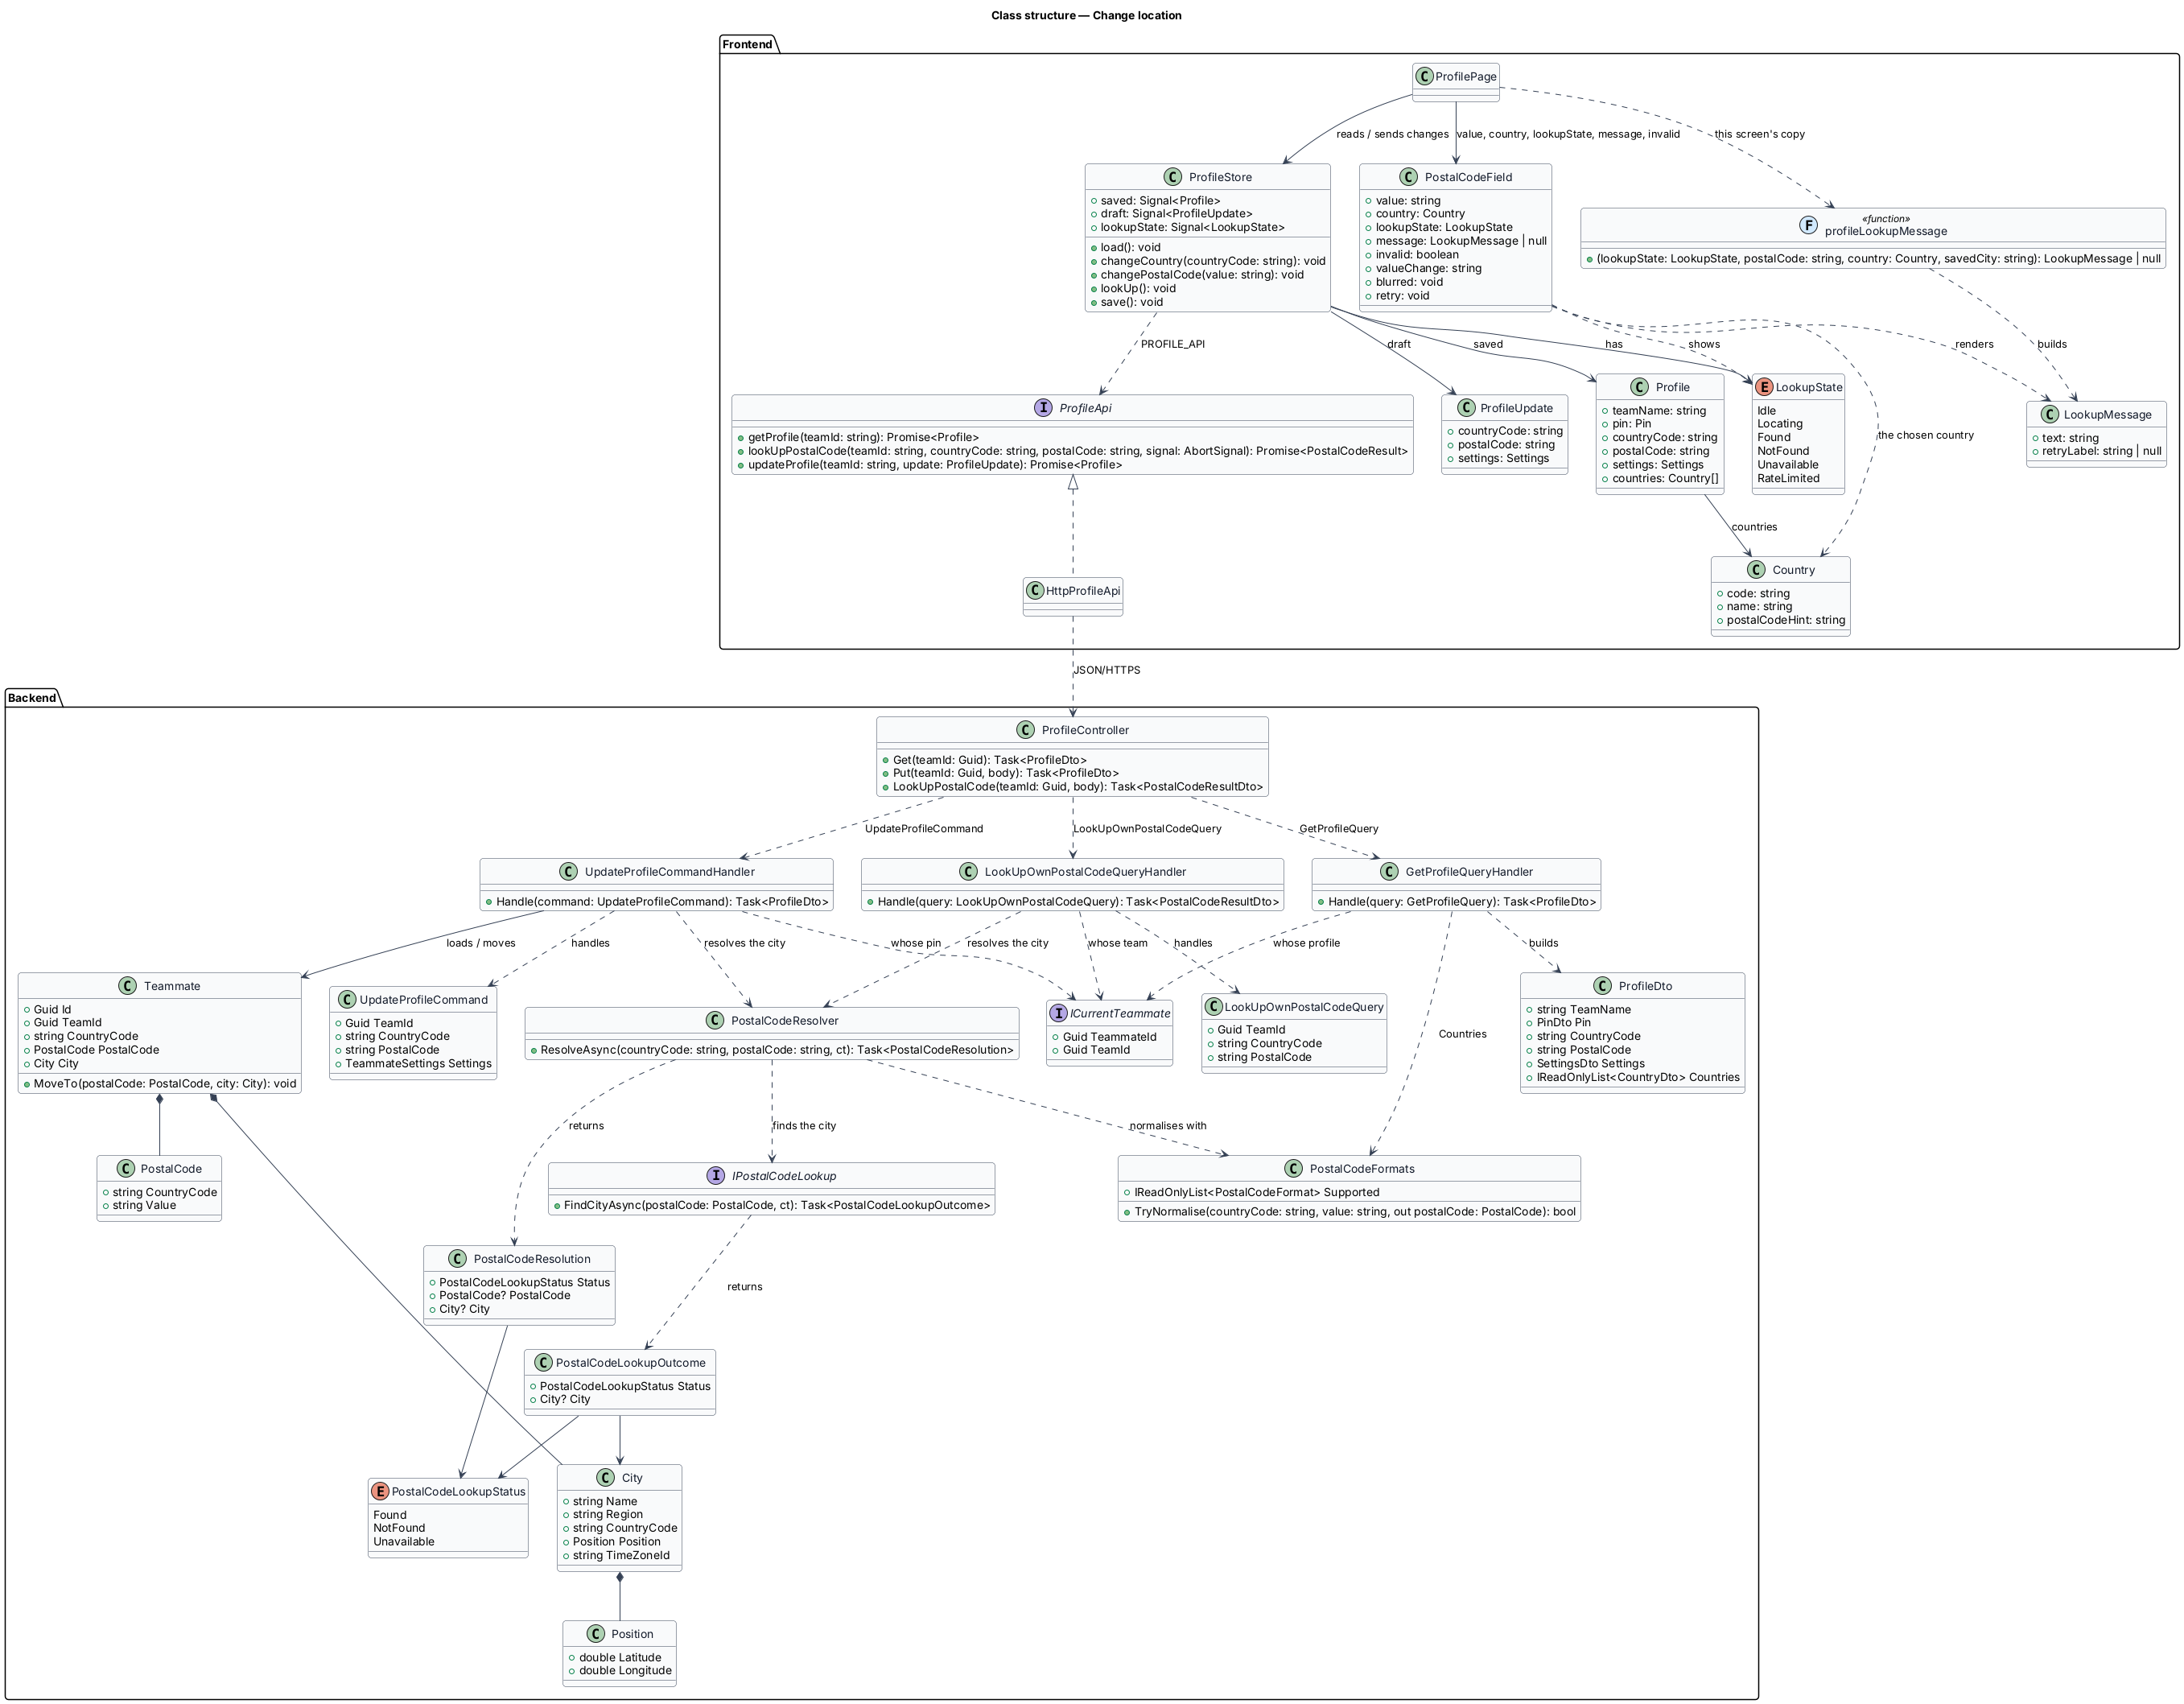 Class structure — Change location
Frontend
C ProfilePage
reads / sends changes
value, country, lookupState, message, invalid
this screen's copy
C ProfileStore
saved: Signal<Profile>
draft: Signal<ProfileUpdate>
lookupState: Signal<LookupState>
load(): void
changeCountry(countryCode: string): void
changePostalCode(value: string): void
lookUp(): void
save(): void
C PostalCodeField
value: string
country: Country
lookupState: LookupState
message: LookupMessage | null
invalid: boolean
valueChange: string
blurred: void
retry: void
F «function»
profileLookupMessage
(lookupState: LookupState, postalCode: string, country: Country, savedCity: string): LookupMessage | null
PROFILE_API
draft
saved
has
shows
renders
builds
the chosen country
I ProfileApi
getProfile(teamId: string): Promise<Profile>
lookUpPostalCode(teamId: string, countryCode: string, postalCode: string, signal: AbortSignal): Promise<PostalCodeResult>
updateProfile(teamId: string, update: ProfileUpdate): Promise<Profile>
C ProfileUpdate
countryCode: string
postalCode: string
settings: Settings
C Profile
teamName: string
pin: Pin
countryCode: string
postalCode: string
settings: Settings
countries: Country[]
E LookupState
Idle
Locating
Found
NotFound
Unavailable
RateLimited
C LookupMessage
text: string
retryLabel: string | null
countries
C HttpProfileApi
C Country
code: string
name: string
postalCodeHint: string
JSON/HTTPS
Backend
C ProfileController
Get(teamId: Guid): Task<ProfileDto>
Put(teamId: Guid, body): Task<ProfileDto>
LookUpPostalCode(teamId: Guid, body): Task<PostalCodeResultDto>
UpdateProfileCommand
LookUpOwnPostalCodeQuery
GetProfileQuery
C UpdateProfileCommandHandler
Handle(command: UpdateProfileCommand): Task<ProfileDto>
C LookUpOwnPostalCodeQueryHandler
Handle(query: LookUpOwnPostalCodeQuery): Task<PostalCodeResultDto>
C GetProfileQueryHandler
Handle(query: GetProfileQuery): Task<ProfileDto>
loads / moves
handles
resolves the city
whose pin
resolves the city
whose team
handles
whose profile
builds
Countries
C Teammate
Guid Id
Guid TeamId
string CountryCode
PostalCode PostalCode
City City
MoveTo(postalCode: PostalCode, city: City): void
C UpdateProfileCommand
Guid TeamId
string CountryCode
string PostalCode
TeammateSettings Settings
C PostalCodeResolver
ResolveAsync(countryCode: string, postalCode: string, ct): Task<PostalCodeResolution>
I ICurrentTeammate
Guid TeammateId
Guid TeamId
C LookUpOwnPostalCodeQuery
Guid TeamId
string CountryCode
string PostalCode
C ProfileDto
string TeamName
PinDto Pin
string CountryCode
string PostalCode
SettingsDto Settings
IReadOnlyList<CountryDto> Countries
returns
finds the city
normalises with
C PostalCode
string CountryCode
string Value
I IPostalCodeLookup
FindCityAsync(postalCode: PostalCode, ct): Task<PostalCodeLookupOutcome>
C PostalCodeFormats
IReadOnlyList<PostalCodeFormat> Supported
TryNormalise(countryCode: string, value: string, out postalCode: PostalCode): bool
C PostalCodeResolution
PostalCodeLookupStatus Status
PostalCode? PostalCode
City? City
returns
C PostalCodeLookupOutcome
PostalCodeLookupStatus Status
City? City
E PostalCodeLookupStatus
Found
NotFound
Unavailable
C City
string Name
string Region
string CountryCode
Position Position
string TimeZoneId
C Position
double Latitude
double Longitude